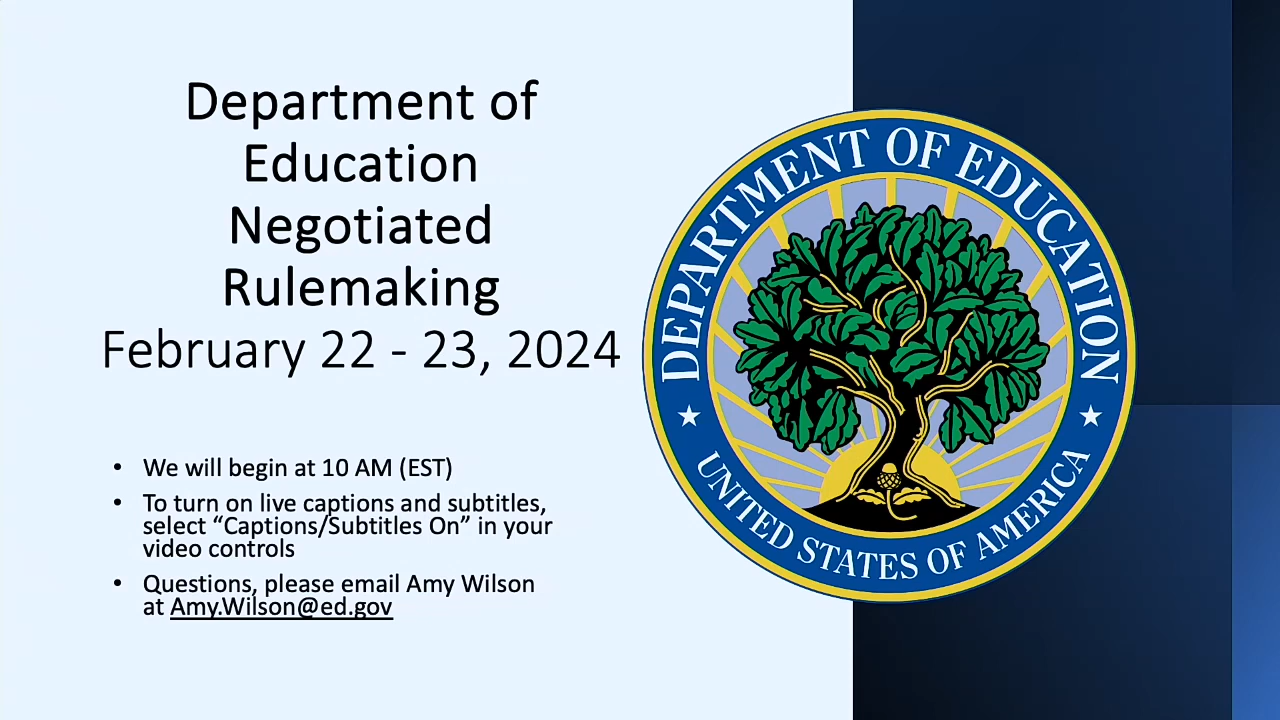 Department of
Education
Negotiated
Rulemaking
February 22 - 23, 2024
• We will begin at 10 AM (EST)
• To turn on live captions and subtitles,
select “Captions/Subtitles On” in your
video controls
• Questions, please email Amy Wilson
at Amy.Wilson@ed.gov
DEPARTMENT OF EDUCATION
UNITED STATES OF AMERICA